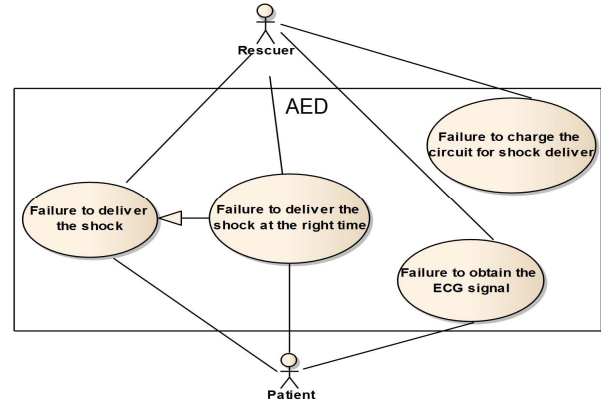 Rescuer
AED
Failure to charge the
circuit for shock deliver
Failure to deliver
the shock
Failure to deliver the
shock at the right time
Failure to obtain the
ECG signal
Patient